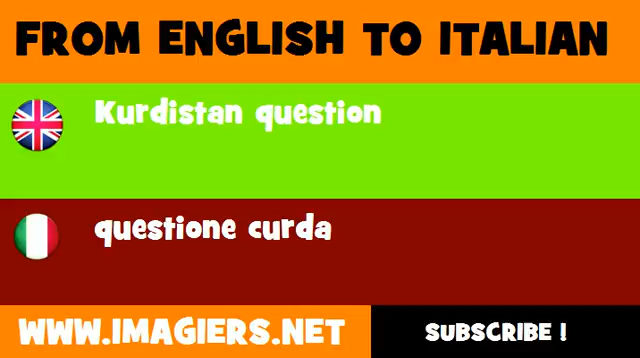 FROM ENGLISH TO ITALIAN
Kurdistan question
questione curda
WWW.IMAGIERS.NET
SUBSCRIBE !